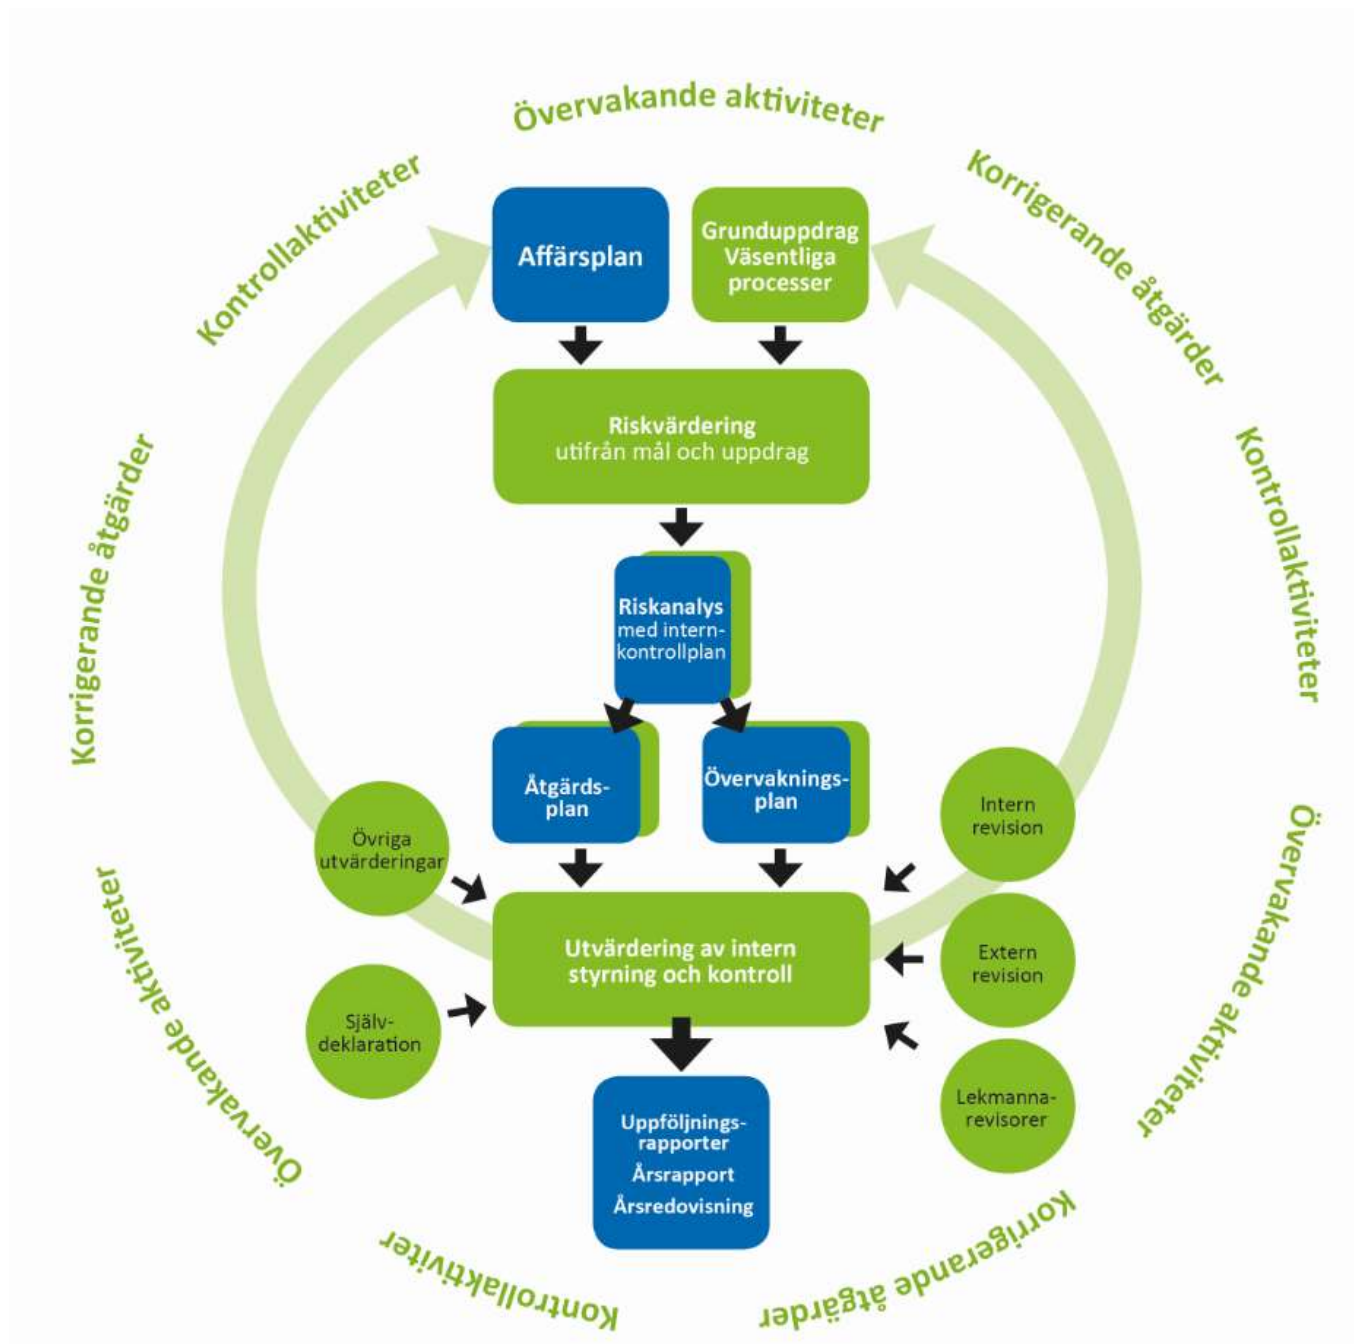 Övervakande aktiviteter
Kontrollaktiviteter
Korrigerande åtgärder
Affärsplan
Grunduppdrag
Väsentliga
processer
Riskvärdering
utifrån mål och uppdrag
Korrigerande åtgärder
Kontrollaktiviteter
Riskanalys
med intern-
kontrollplan
Åtgärds-
plan
Övervaknings-
plan
Intern
revision
Övriga
utvärderingar
Övervakande aktiviteter
Övervakande aktiviteter
Utvärdering av intern
styrning och kontroll
Extern
revision
Själv-
deklaration
Lekmanna-
revisorer
Uppföljnings-
rapporter
Årsrapport
Årsredovisning
Kontrollaktiviter
Korrigerande åtgärder